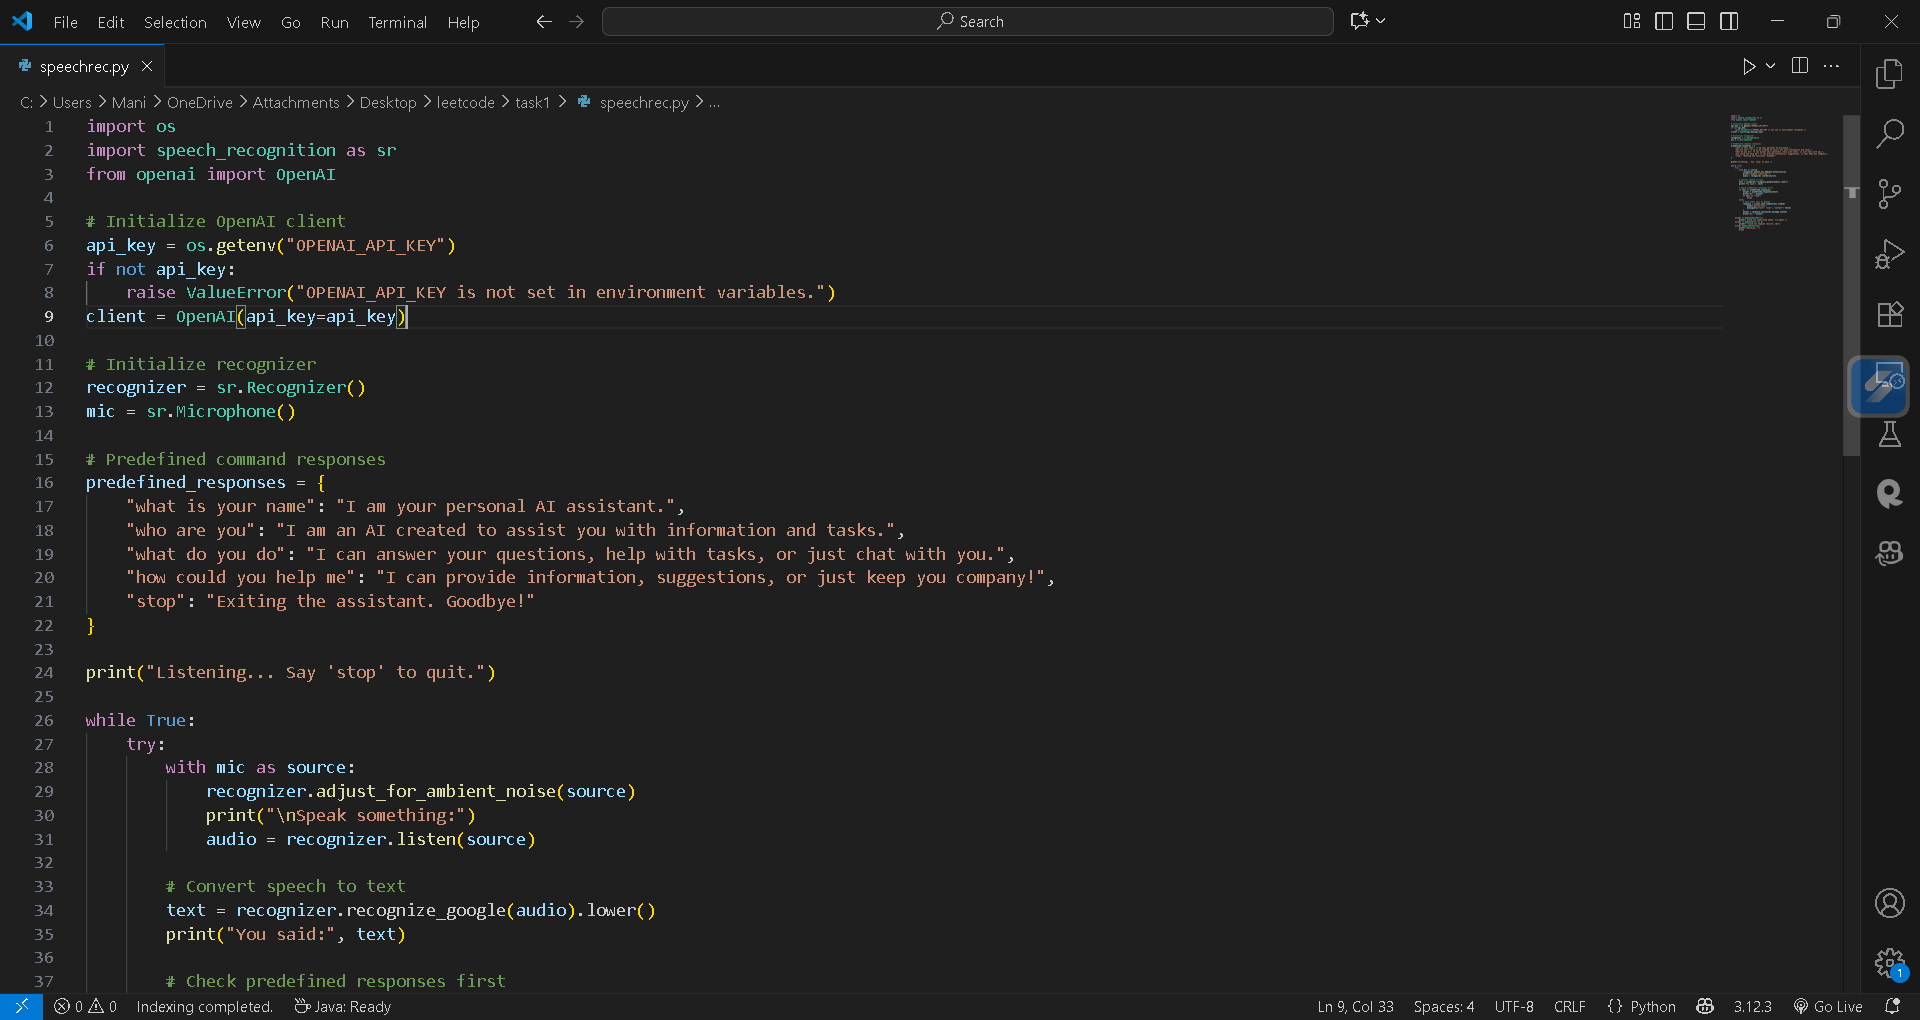 File Edit Selection View Go Run Terminal Help Search
speechrec.py
C: > Users > Mani > OneDrive > Attachments > Desktop > leetcode > task1 > speechrec.py > ...
1 import os
2 import speech_recognition as sr
3 from openai import OpenAI
4
5 # Initialize OpenAI client
6 api_key = os.getenv("OPENAI_API_KEY")
7 if not api_key:
8     raise ValueError("OPENAI_API_KEY is not set in environment variables.")
9 client = OpenAI(api_key=api_key)
10
11 # Initialize recognizer
12 recognizer = sr.Recognizer()
13 mic = sr.Microphone()
14
15 # Predefined command responses
16 predefined_responses = {
17     "what is your name": "I am your personal AI assistant.",
18     "who are you": "I am an AI created to assist you with information and tasks.",
19     "what do you do": "I can answer your questions, help with tasks, or just chat with you.",
20     "how could you help me": "I can provide information, suggestions, or just keep you company!",
21     "stop": "Exiting the assistant. Goodbye!"
22 }
23
24 print("Listening... Say 'stop' to quit.")
25
26 while True:
27     try:
28         with mic as source:
29             recognizer.adjust_for_ambient_noise(source)
30             print("\nSpeak something:")
31             audio = recognizer.listen(source)
32
33         # Convert speech to text
34         text = recognizer.recognize_google(audio).lower()
35         print("You said:", text)
36
37         # Check predefined responses first
0 0 Indexing completed. Java: Ready Ln 9, Col 33 Spaces: 4 UTF-8 CRLF {} Python 3.12.3 Go Live
1